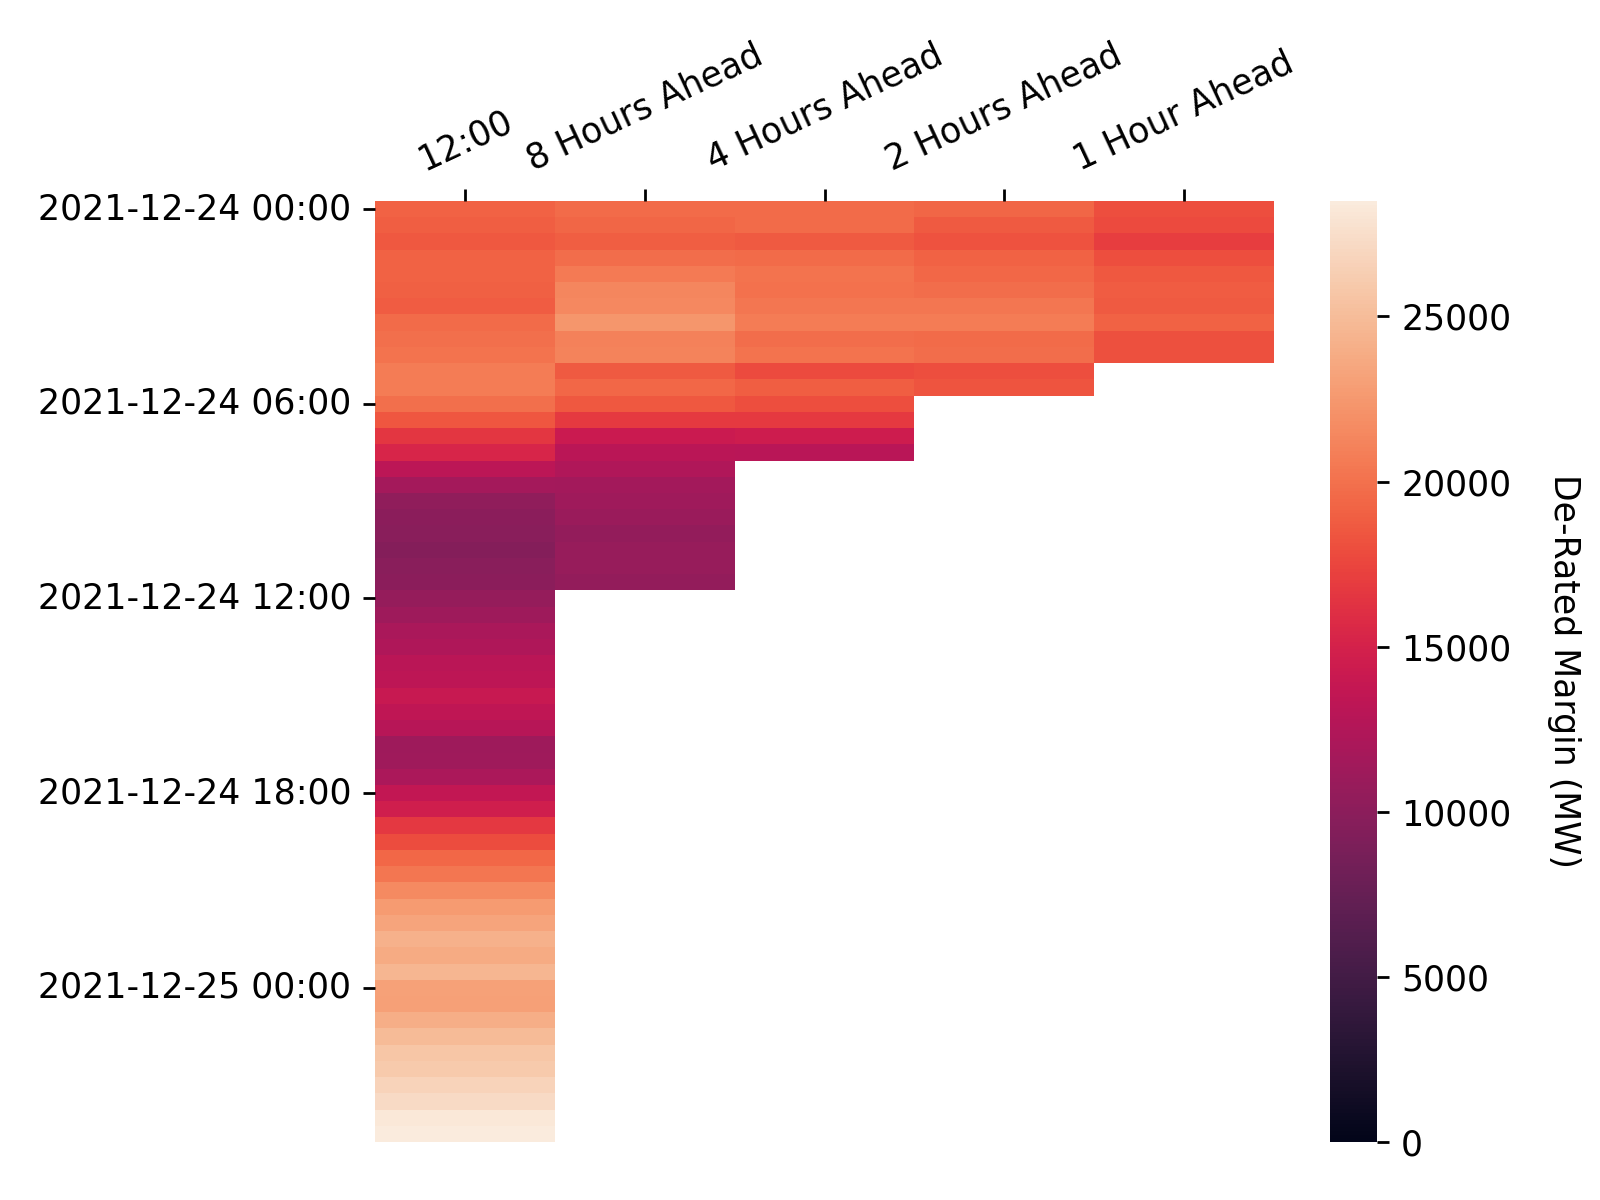 12:00
8 Hours Ahead
4 Hours Ahead
2 Hours Ahead
1 Hour Ahead
2021-12-24 00:00
2021-12-24 06:00
2021-12-24 12:00
2021-12-24 18:00
2021-12-25 00:00
25000
20000
15000
10000
5000
0
De-Rated Margin (MW)